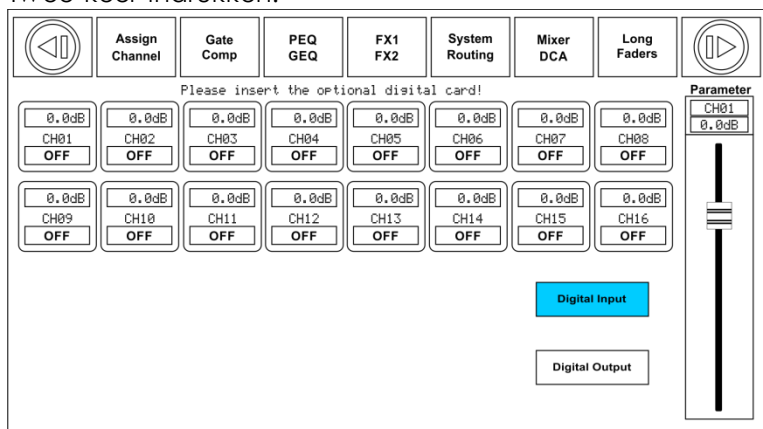 Assign Channel
Gate Comp
PEQ GEQ
FX1 FX2
System Routing
Mixer DCA
Long Faders
Please insert the optional digital card!
Parameter
CH01
0.0dB
0.0dB 0.0dB 0.0dB 0.0dB 0.0dB 0.0dB 0.0dB 0.0dB
CH01 CH02 CH03 CH04 CH05 CH06 CH07 CH08
OFF OFF OFF OFF OFF OFF OFF OFF
0.0dB 0.0dB 0.0dB 0.0dB 0.0dB 0.0dB 0.0dB 0.0dB
CH09 CH10 CH11 CH12 CH13 CH14 CH15 CH16
OFF OFF OFF OFF OFF OFF OFF OFF
Digital Input
Digital Output